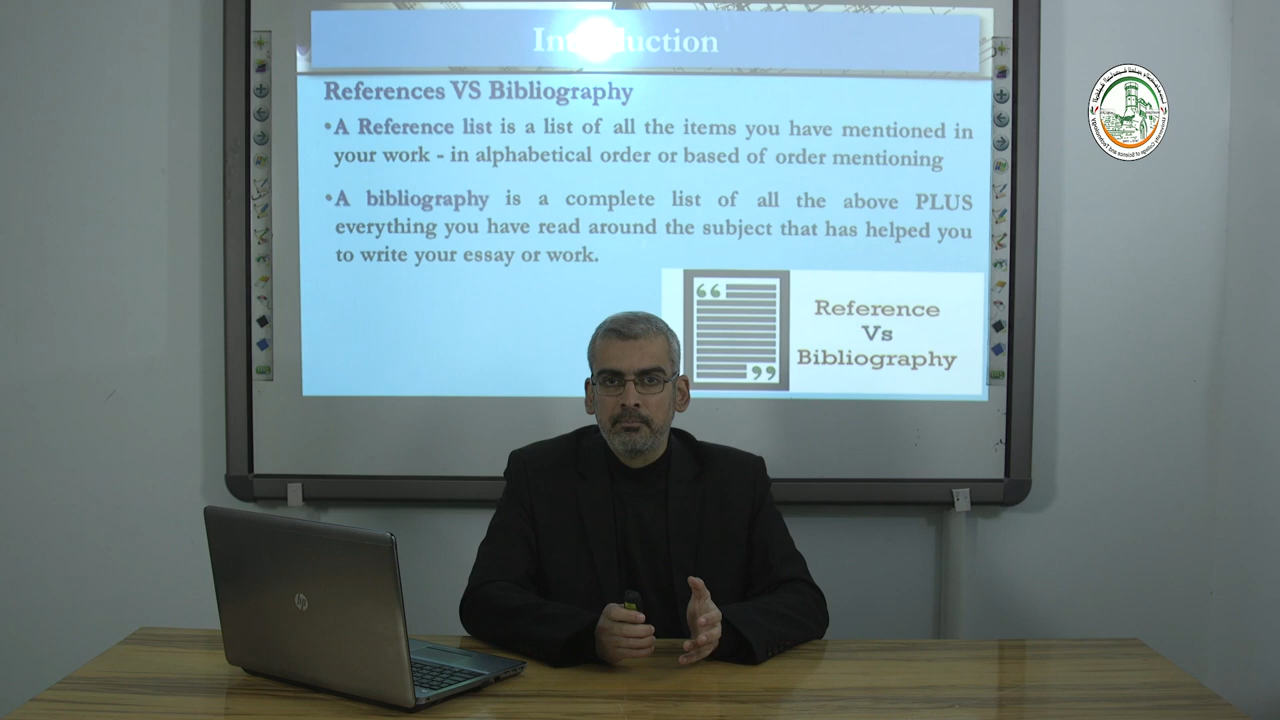 Introduction
References VS Bibliography
•A Reference list is a list of all the items you have mentioned in
your work - in alphabetical order or based of order mentioning
•A bibliography is a complete list of all the above PLUS
everything you have read around the subject that has helped you
to write your essay or work.
Reference
Vs
Bibliography
hp